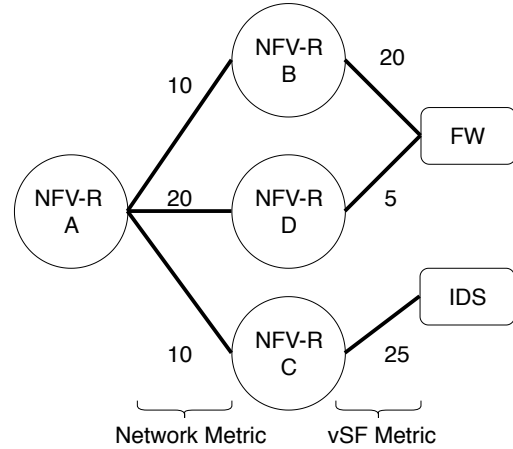 NFV-R
B
20
10
FW
NFV-R
A
20
NFV-R
D
5
IDS
NFV-R
C
10
25
Network Metric
vSF Metric